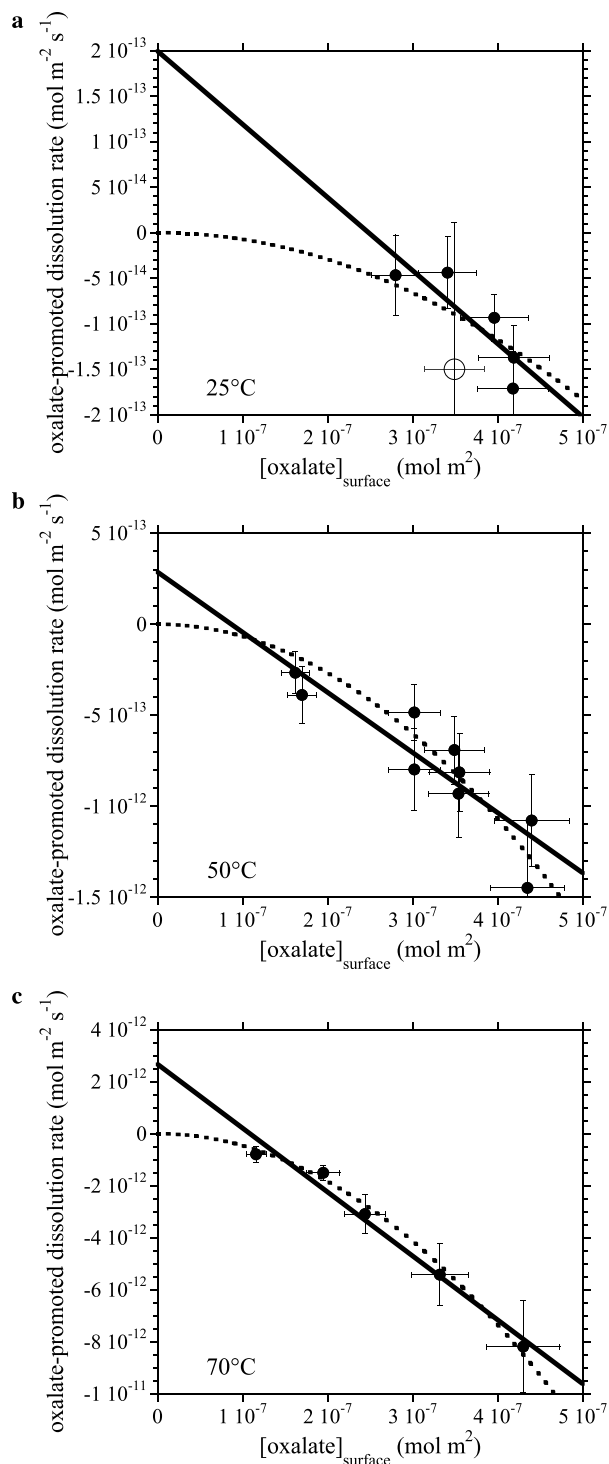 a
oxalate-promoted dissolution rate (mol m⁻² s⁻¹)
2 10⁻¹³
1.5 10⁻¹³
1 10⁻¹³
5 10⁻¹⁴
0
-5 10⁻¹⁴
-1 10⁻¹³
-1.5 10⁻¹³
-2 10⁻¹³
25°C
0 1 10⁻⁷ 2 10⁻⁷ 3 10⁻⁷ 4 10⁻⁷ 5 10⁻⁷
[oxalate]surface (mol m²)
b
oxalate-promoted dissolution rate (mol m⁻² s⁻¹)
5 10⁻¹³
0
-5 10⁻¹³
-1 10⁻¹²
-1.5 10⁻¹²
50°C
0 1 10⁻⁷ 2 10⁻⁷ 3 10⁻⁷ 4 10⁻⁷ 5 10⁻⁷
[oxalate]surface (mol m²)
c
oxalate-promoted dissolution rate (mol m⁻² s⁻¹)
4 10⁻¹²
2 10⁻¹²
0
-2 10⁻¹²
-4 10⁻¹²
-6 10⁻¹²
-8 10⁻¹²
-1 10⁻¹¹
70°C
0 1 10⁻⁷ 2 10⁻⁷ 3 10⁻⁷ 4 10⁻⁷ 5 10⁻⁷
[oxalate]surface (mol m²)